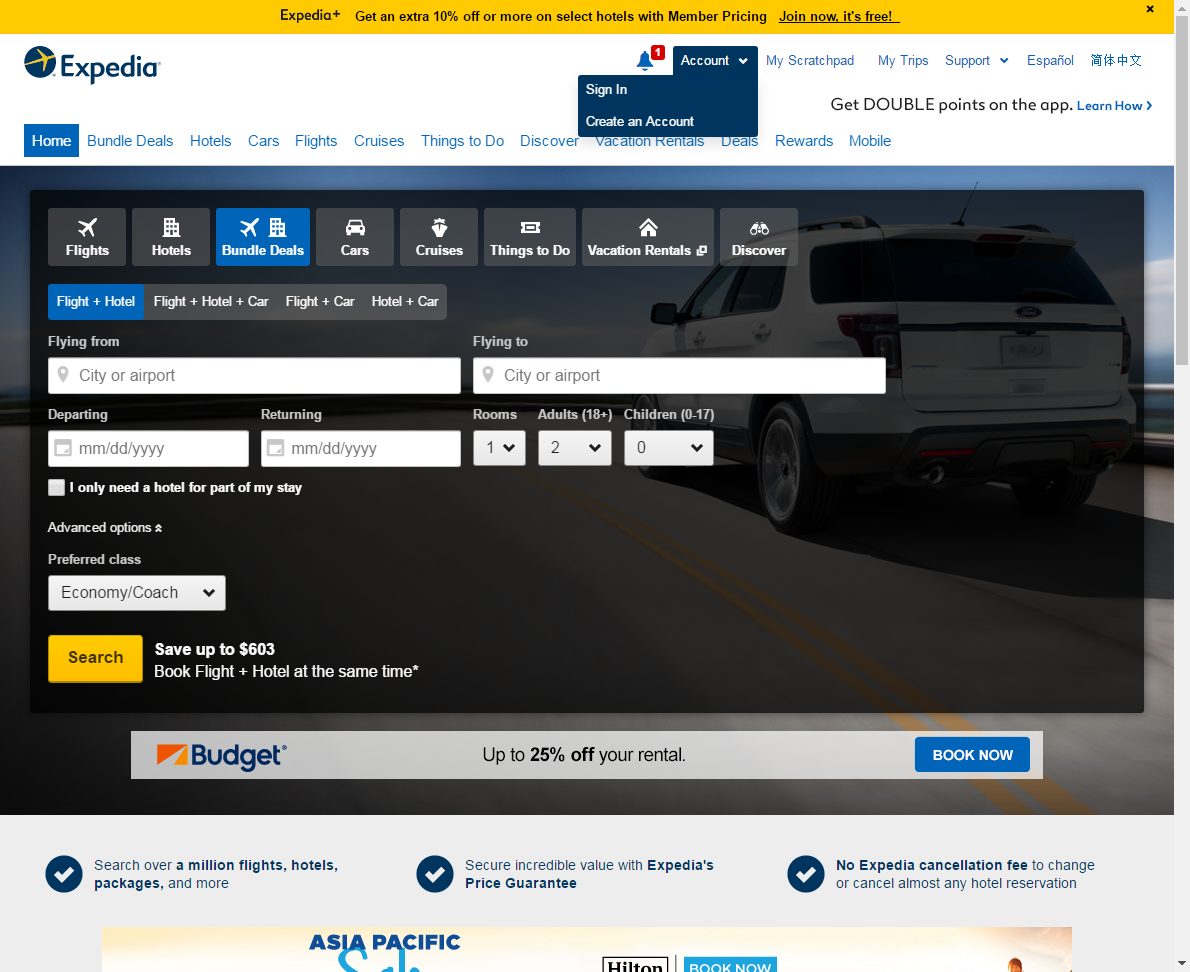 Expedia+ Get an extra 10% off or more on select hotels with Member Pricing Join now, it's free!
Expedia
1 Account My Scratchpad My Trips Support Español 简体中文
Sign In
Create an Account
Get DOUBLE points on the app. Learn How
Home Bundle Deals Hotels Cars Flights Cruises Things to Do Discover Vacation Rentals Deals Rewards Mobile
Flights Hotels Bundle Deals Cars Cruises Things to Do Vacation Rentals Discover
Flight + Hotel Flight + Hotel + Car Flight + Car Hotel + Car
Flying from Flying to
City or airport City or airport
Departing Returning Rooms Adults (18+) Children (0-17)
mm/dd/yyyy mm/dd/yyyy 1 2 0
I only need a hotel for part of my stay
Advanced options
Preferred class
Economy/Coach
Search
Save up to $603
Book Flight + Hotel at the same time*
Budget Up to 25% off your rental. BOOK NOW
Search over a million flights, hotels,
packages, and more
Secure incredible value with Expedia's
Price Guarantee
No Expedia cancellation fee to change
or cancel almost any hotel reservation
ASIA PACIFIC
Hilton BOOK NOW